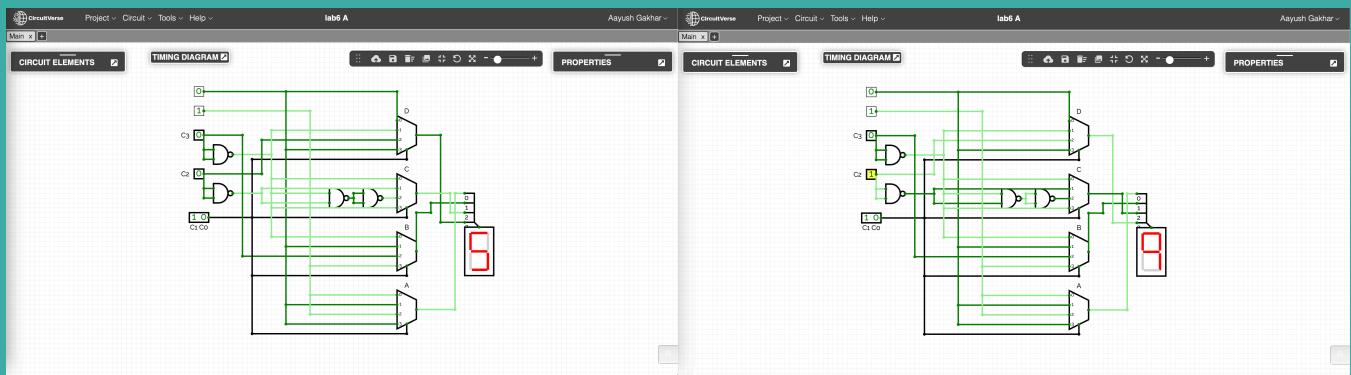 CircuitVerse Project Circuit Tools Help lab6 A Aayush Gakhar
Main x +
CIRCUIT ELEMENTS
TIMING DIAGRAM
PROPERTIES
0
1
C3 0
C2 0
1 0
C1 C0
D
C
B
A
0
1
2
5
CircuitVerse Project Circuit Tools Help lab6 A Aayush Gakhar
Main x +
CIRCUIT ELEMENTS
TIMING DIAGRAM
PROPERTIES
0
1
C3 0
C2 1
1 0
C1 C0
D
C
B
A
0
1
2
9